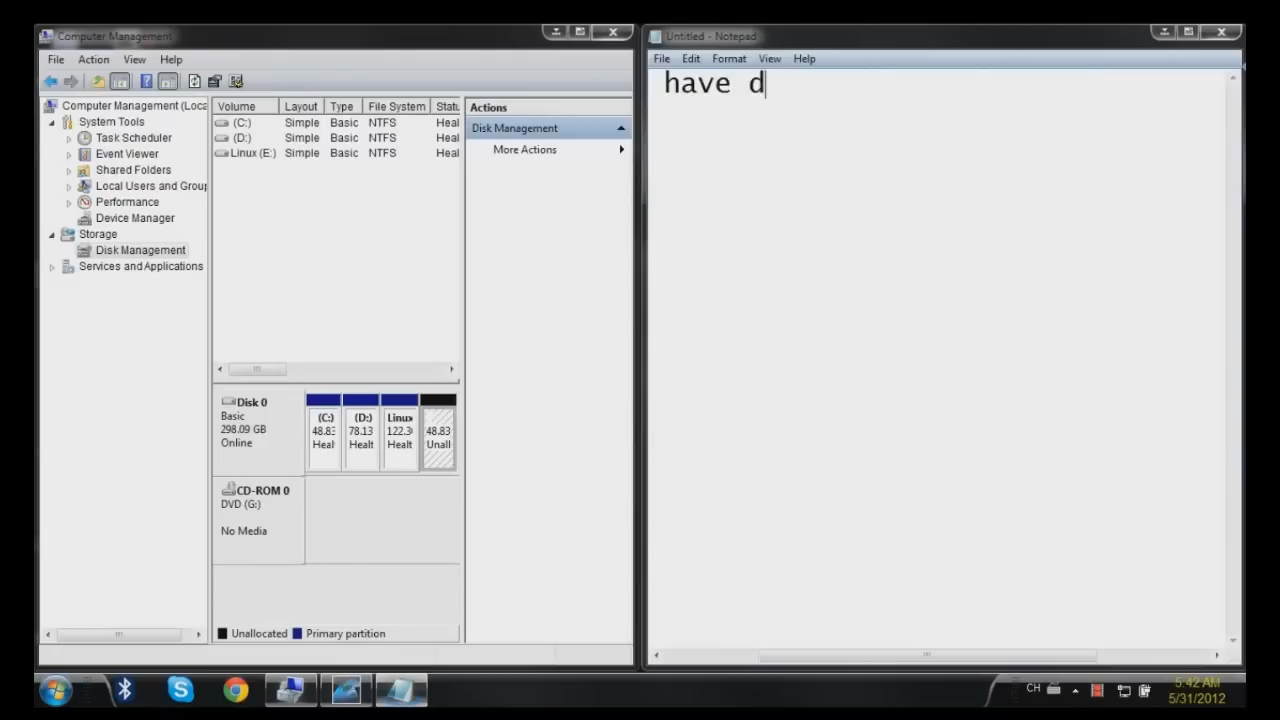 Computer Management
File Action View Help
Computer Management (Loca
System Tools
Task Scheduler
Event Viewer
Shared Folders
Local Users and Group
Performance
Device Manager
Storage
Disk Management
Services and Applications
Volume Layout Type File System Statu
(C:) Simple Basic NTFS Heal
(D:) Simple Basic NTFS Heal
Linux (E:) Simple Basic NTFS Heal
Actions
Disk Management
More Actions
Disk 0
Basic
298.09 GB
Online
(C:)
48.83
Healt
(D:)
78.13
Healt
Linux
122.3
Healt
48.83
Unall
CD-ROM 0
DVD (G:)
No Media
Unallocated Primary partition
Untitled - Notepad
File Edit Format View Help
have d
CH
5:42 AM
5/31/2012